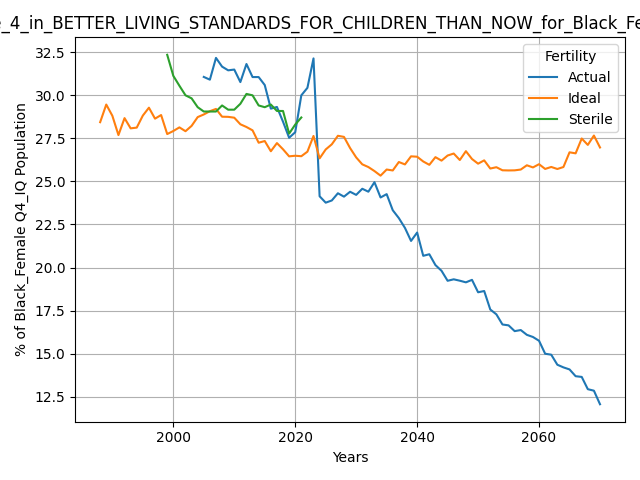 e_4_in_BETTER_LIVING_STANDARDS_FOR_CHILDREN_THAN_NOW_for_Black_Fe
32.5
30.0
27.5
25.0
22.5
20.0
17.5
15.0
12.5
% of Black_Female Q4_IQ Population
Fertility
Actual
Ideal
Sterile
2000
2020
2040
2060
Years